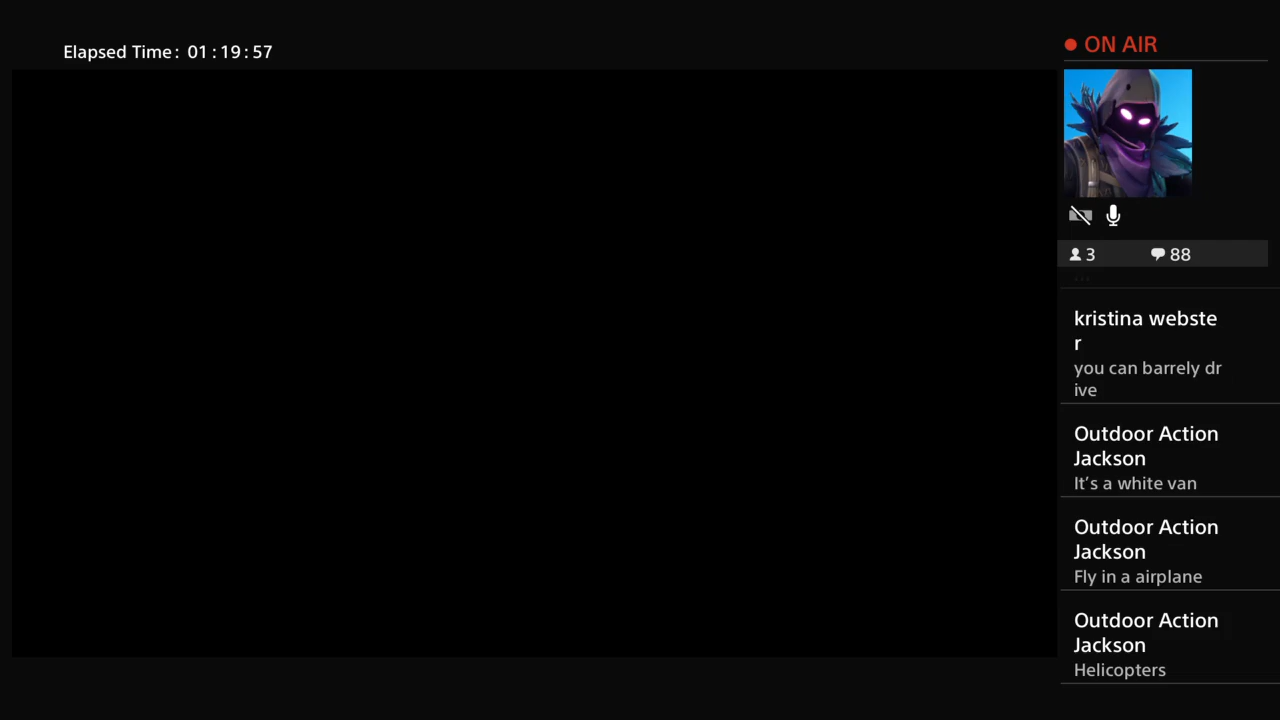 Elapsed Time: 01:19:57
ON AIR
3 88
kristina webste
r
you can barrely dr
ive
Outdoor Action
Jackson
It's a white van
Outdoor Action
Jackson
Fly in a airplane
Outdoor Action
Jackson
Helicopters